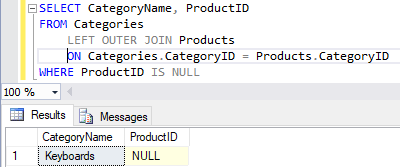 SELECT CategoryName, ProductID
FROM Categories
LEFT OUTER JOIN Products
ON Categories.CategoryID = Products.CategoryID
WHERE ProductID IS NULL
100 %
Results Messages
CategoryName ProductID
1 Keyboards NULL